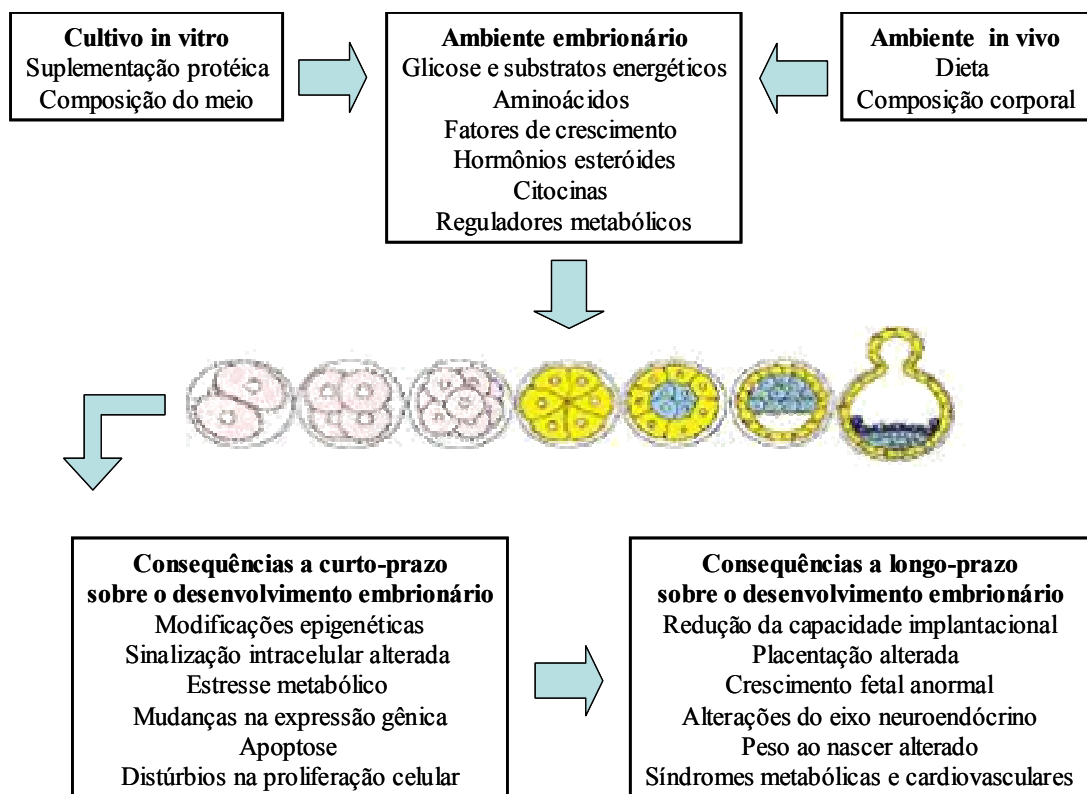 Cultivo in vitro
Suplementação protéica
Composição do meio
Ambiente embrionário
Glicose e substratos energéticos
Aminoácidos
Fatores de crescimento
Hormônios esteróides
Citocinas
Reguladores metabólicos
Ambiente in vivo
Dieta
Composição corporal
Consequências a curto-prazo
sobre o desenvolvimento embrionário
Modificações epigenéticas
Sinalização intracelular alterada
Estresse metabólico
Mudanças na expressão gênica
Apoptose
Distúrbios na proliferação celular
Consequências a longo-prazo
sobre o desenvolvimento embrionário
Redução da capacidade implantacional
Placentação alterada
Crescimento fetal anormal
Alterações do eixo neuroendócrino
Peso ao nascer alterado
Síndromes metabólicas e cardiovasculares